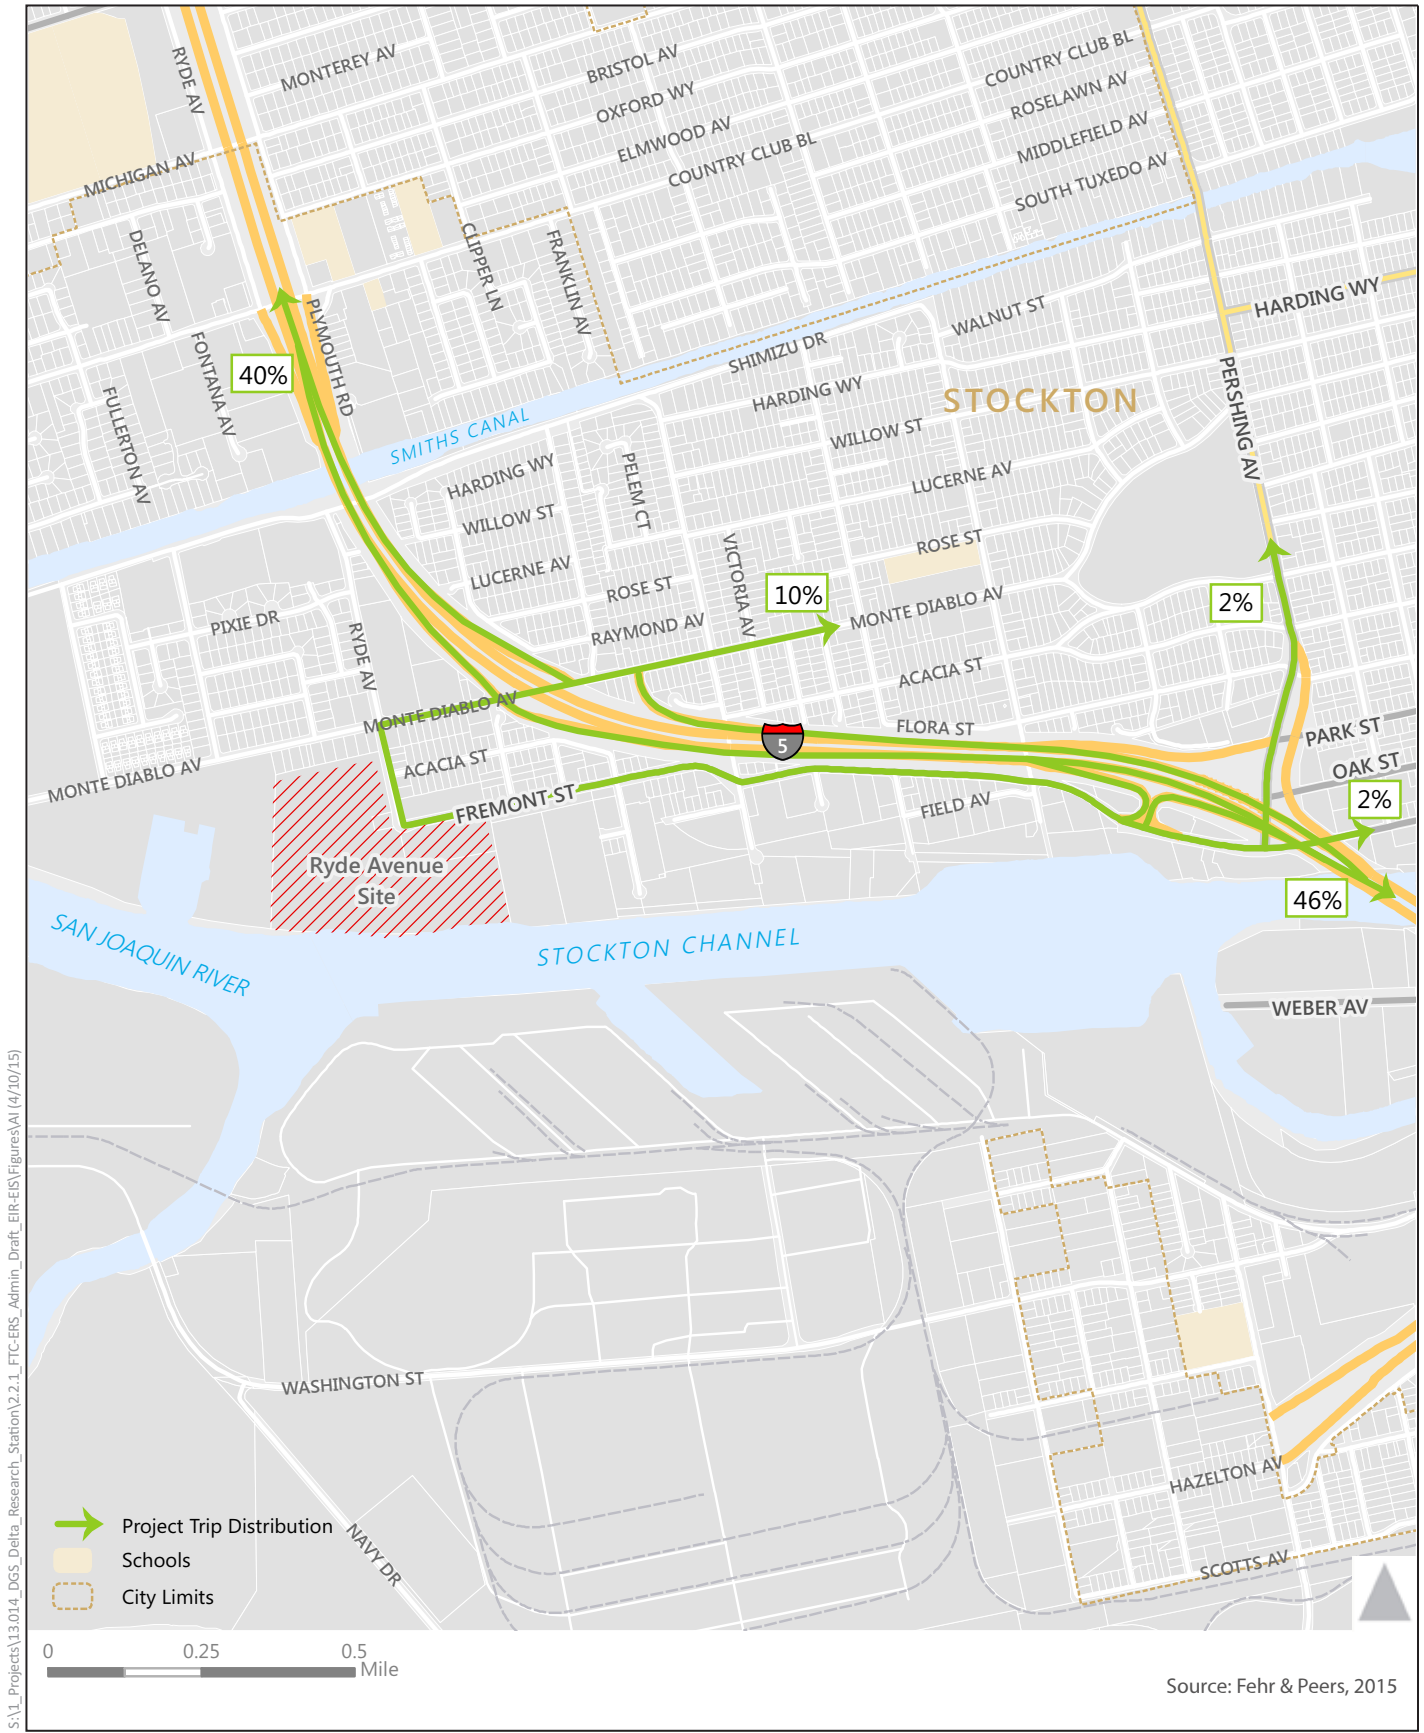 RYDE AV
MONTEREY AV
BRISTOL AV
OXFORD WY
ELMWOOD AV
COUNTRY CLUB BL
COUNTRY CLUB BL
ROSELAWN AV
MIDDLEFIELD AV
SOUTH TUXEDO AV
MICHIGAN AV
DELANO AV
CLIPPER LN
FRANKLIN AV
PLYMOUTH RD
FONTANA AV
FULLERTON AV
40%
WALNUT ST
HARDING WY
SHIMIZU DR
HARDING WY
STOCKTON
PERSHING AV
SMITHS CANAL
WILLOW ST
HARDING WY
PELEM CT
LUCERNE AV
WILLOW ST
VICTORIA AV
ROSE ST
LUCERNE AV
ROSE ST
10%
2%
MONTE DIABLO AV
PIXIE DR
RYDE AV
RAYMOND AV
ACACIA ST
MONTE DIABLO AV
FLORA ST
5
PARK ST
OAK ST
MONTE DIABLO AV
ACACIA ST
FREMONT ST
FIELD AV
2%
Ryde Avenue
Site
46%
SAN JOAQUIN RIVER
STOCKTON CHANNEL
WEBER AV
WASHINGTON ST
HAZELTON AV
NAVY DR
SCOTTS AV
Project Trip Distribution
Schools
City Limits
0 0.25 0.5
Mile
Source: Fehr & Peers, 2015
S:\1_Projects\13.014_DGS_Delta_Research_Station\2.2.1_FTC-ERS_Admin_Draft_EIR-EIS\Figures\AI (4/10/15)